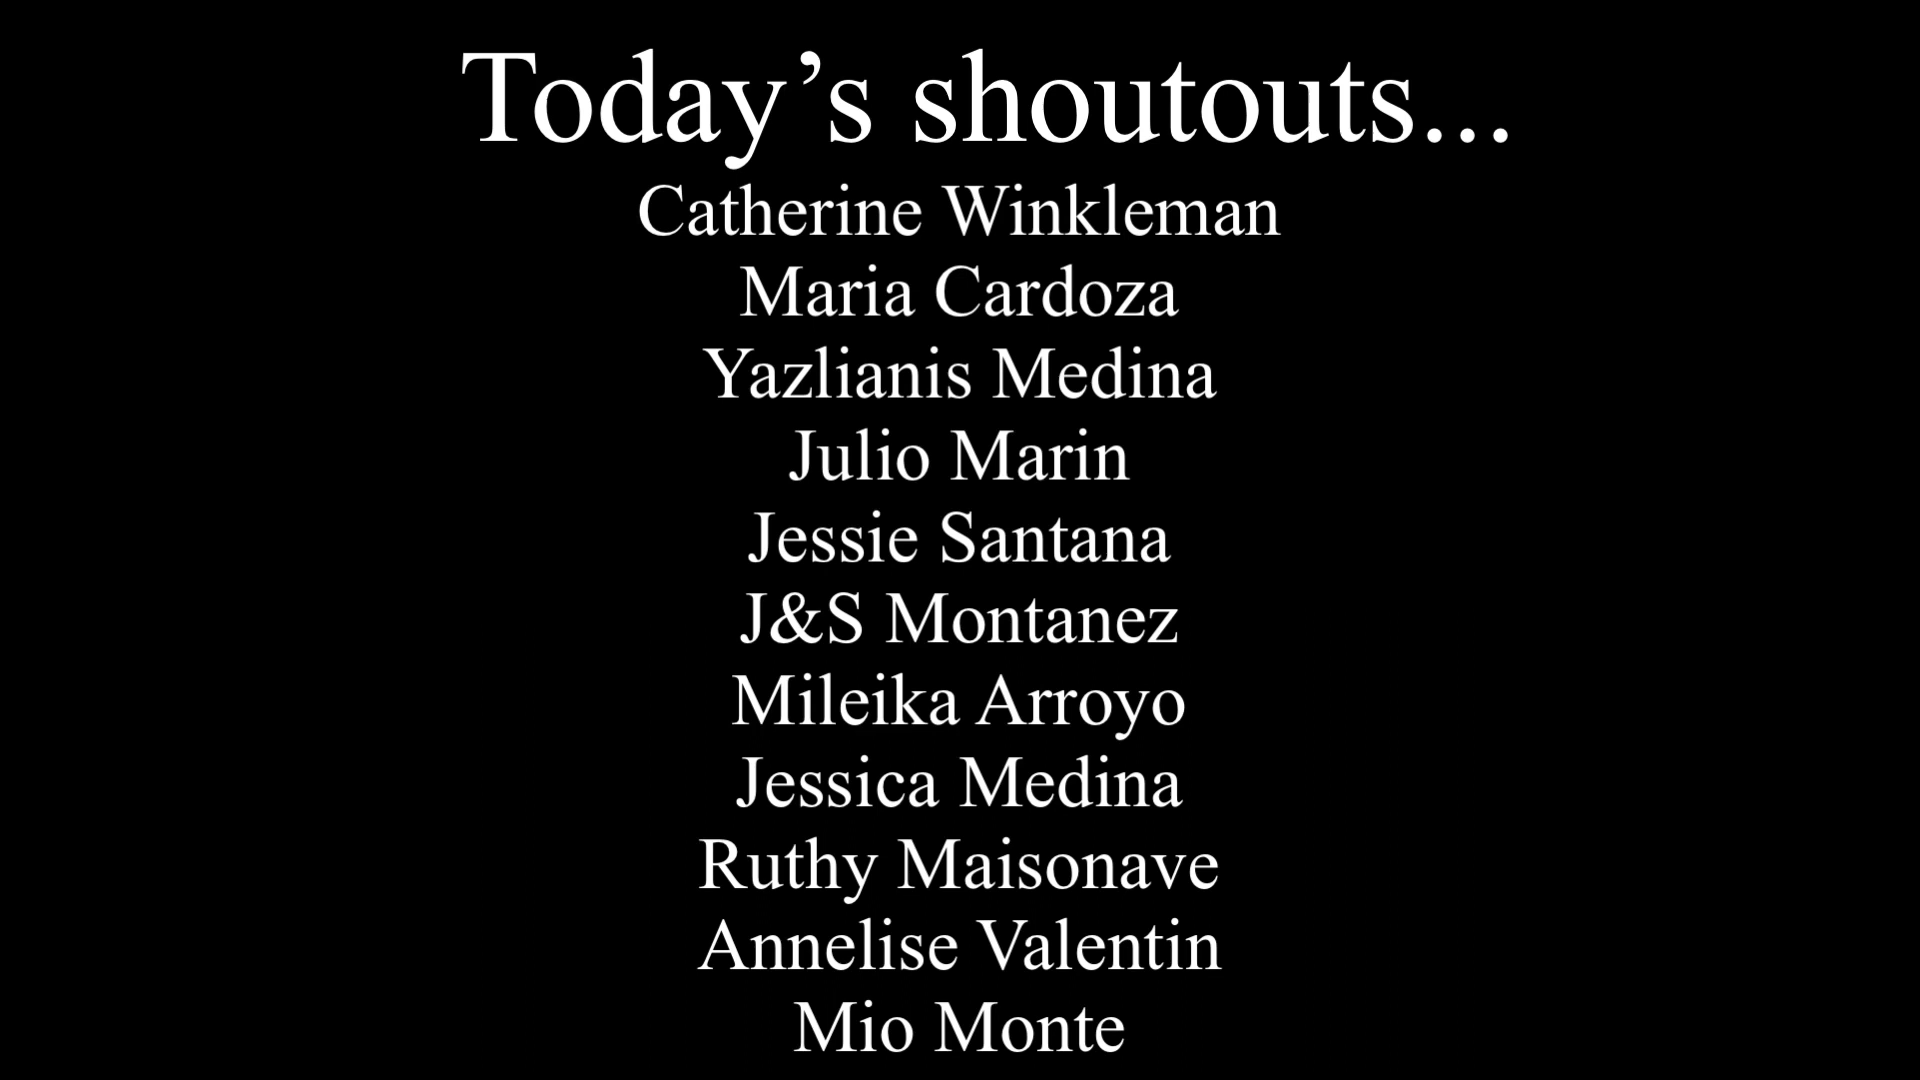 Today’s shoutouts...
Catherine Winkleman
Maria Cardoza
Yazlianis Medina
Julio Marin
Jessie Santana
J&S Montanez
Mileika Arroyo
Jessica Medina
Ruthy Maisonave
Annelise Valentin
Mio Monte